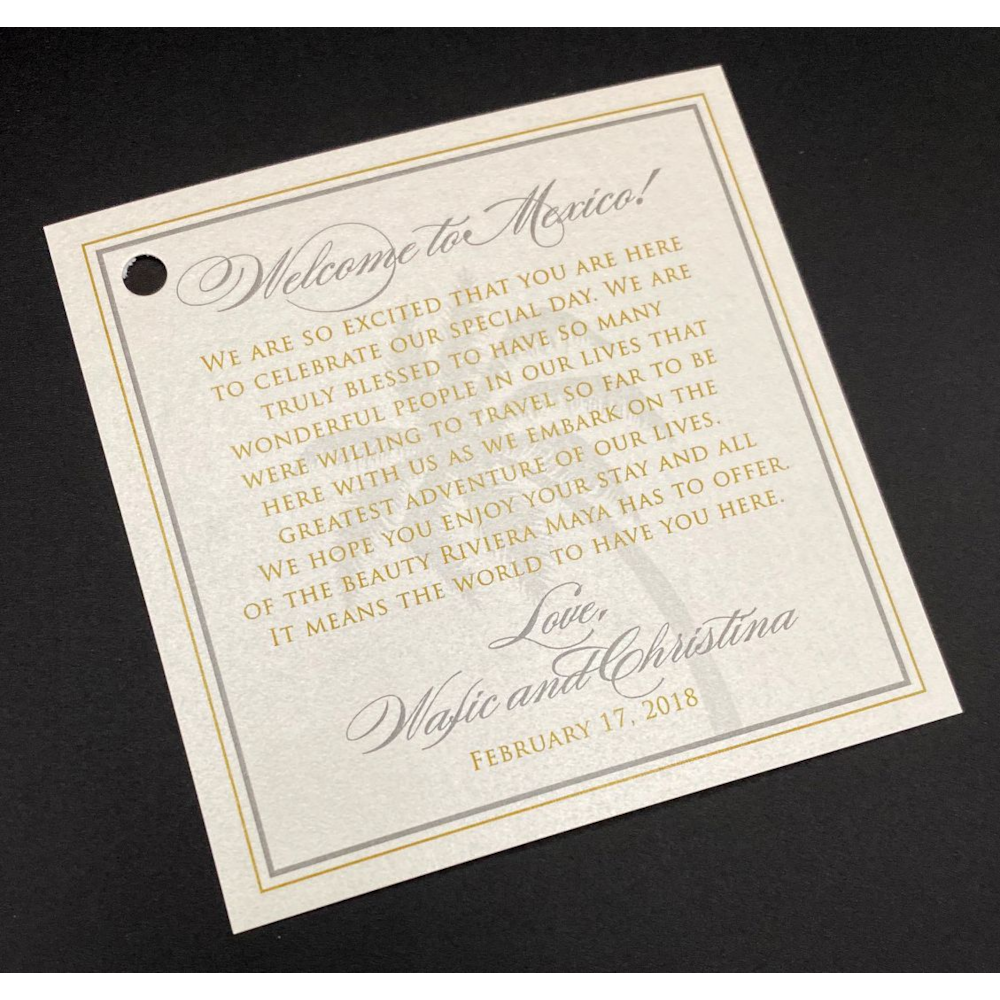 Welcome to Mexico!
WE ARE SO EXCITED THAT YOU ARE HERE
TO CELEBRATE OUR SPECIAL DAY. WE ARE
TRULY BLESSED TO HAVE SO MANY
WONDERFUL PEOPLE IN OUR LIVES THAT
WERE WILLING TO TRAVEL SO FAR TO BE
HERE WITH US AS WE EMBARK ON THE
GREATEST ADVENTURE OF OUR LIVES.
WE HOPE YOU ENJOY YOUR STAY AND ALL
OF THE BEAUTY RIVIERA MAYA HAS TO OFFER.
IT MEANS THE WORLD TO HAVE YOU HERE.
Love,
Wafic and Christina
FEBRUARY 17, 2018